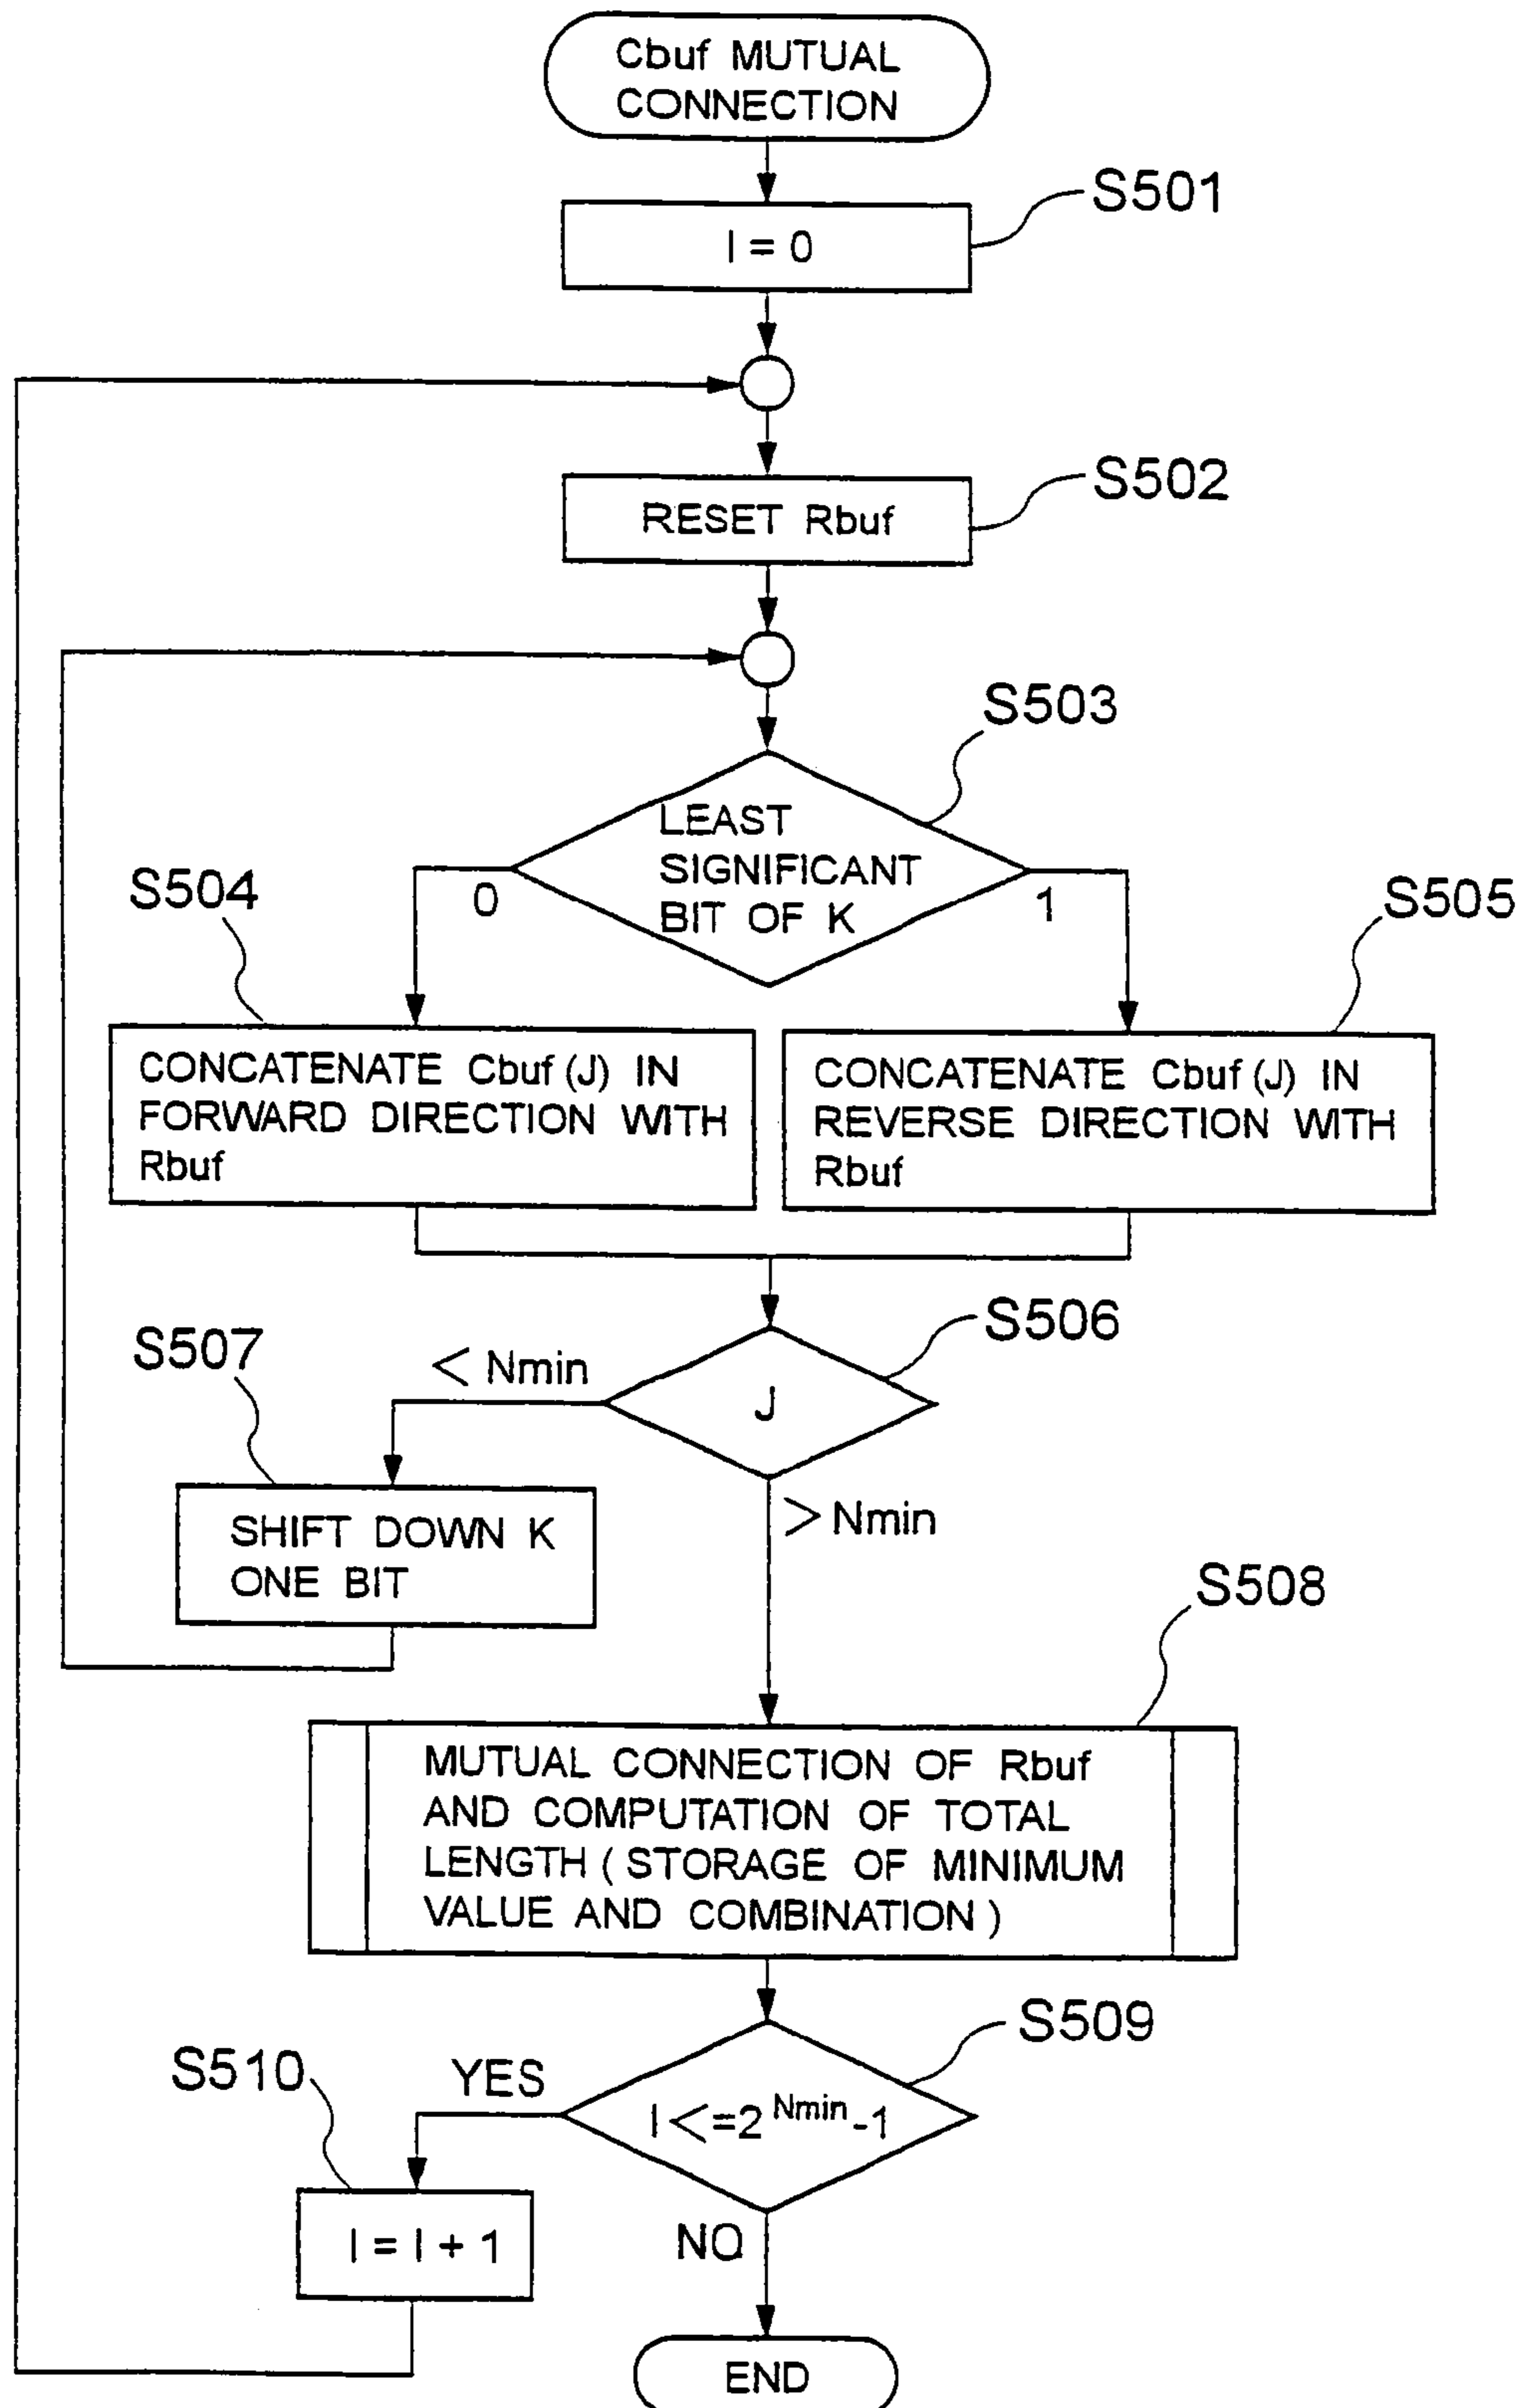 Cbuf MUTUAL
CONNECTION
S501
I = 0
S502
RESET Rbuf
S503
LEAST
SIGNIFICANT
BIT OF K
0
1
S504
S505
CONCATENATE Cbuf (J) IN
FORWARD DIRECTION WITH
Rbuf
CONCATENATE Cbuf (J) IN
REVERSE DIRECTION WITH
Rbuf
S506
S507
< Nmin
J
> Nmin
SHIFT DOWN K
ONE BIT
S508
MUTUAL CONNECTION OF Rbuf
AND COMPUTATION OF TOTAL
LENGTH ( STORAGE OF MINIMUM
VALUE AND COMBINATION )
S509
S510
YES
I <=2^Nmin-1
NO
I = I + 1
END